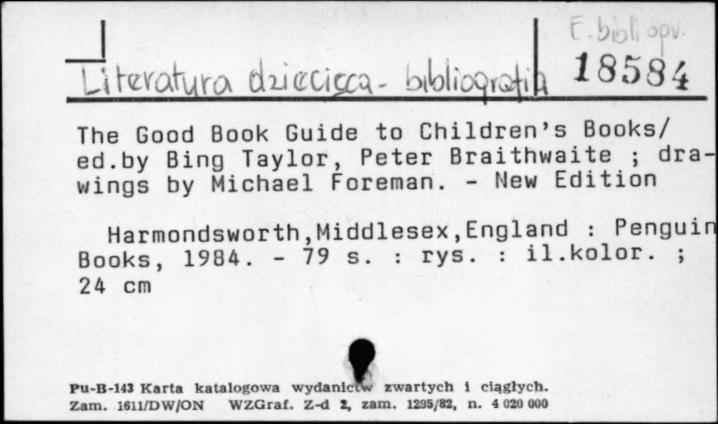 E. bibl. opv.
Literatura dziecięca - bibliografia 18584
The Good Book Guide to Children's Books/
ed.by Bing Taylor, Peter Braithwaite ; dra-
wings by Michael Foreman. - New Edition
Harmondsworth,Middlesex,England : Penguin
Books, 1984. - 79 s. : rys. : il.kolor. ;
24 cm
Pu-B-143 Karta katalogowa wydanictw zwartych i ciągłych.
Zam. 1611/DW/ON WZGraf. Z-d 2, zam. 1295/82, n. 4 020 000